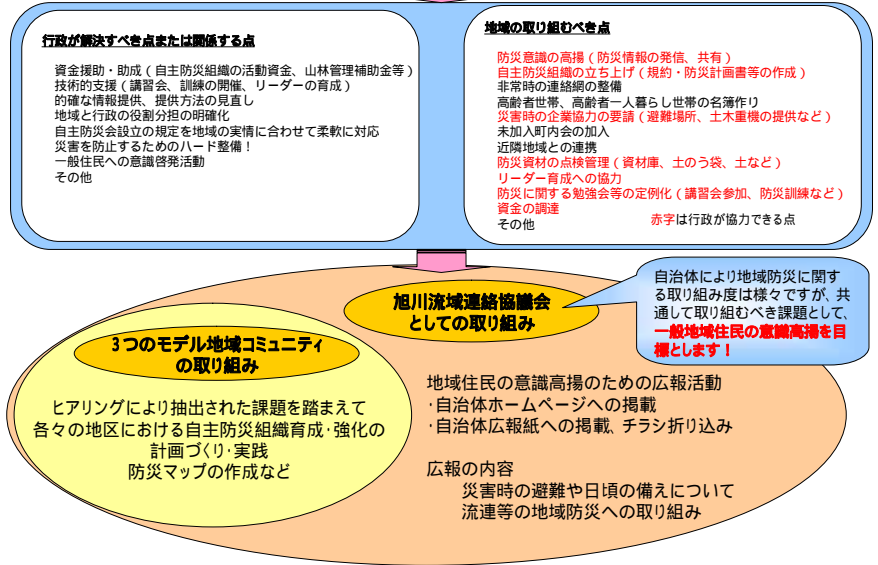 行政が解決すべき点または関係する点
資金援助・助成（自主防災組織の活動資金、山林管理補助金等）
技術的支援（講習会、訓練の開催、リーダーの育成）
的確な情報提供、提供方法の見直し
地域と行政の役割分担の明確化
自主防災会設立の規定を地域の実情に合わせて柔軟に対応
災害を防止するためのハード整備！
一般住民への意識啓発活動
その他
地域の取り組むべき点
防災意識の高揚（防災情報の発信、共有）
自主防災組織の立ち上げ（規約・防災計画書等の作成）
非常時の連絡網の整備
高齢者世帯、高齢者一人暮らし世帯の名簿作り
災害時の企業協力の要請（避難場所、土木重機の提供など）
未加入町内会の加入
近隣地域との連携
防災資材の点検管理（資材庫、土のう袋、土など）
リーダー育成への協力
防災に関する勉強会等の定例化（講習会参加、防災訓練など）
資金の調達
その他
赤字は行政が協力できる点
旭川流域連絡協議会
としての取り組み
自治体により地域防災に関す
る取り組み度は様々ですが、共
通して取り組むべき課題として、
一般地域住民の意識高揚を目
標とします！
3つのモデル地域コミュニティ
の取り組み
ヒアリングにより抽出された課題を踏まえて
各々の地区における自主防災組織育成・強化の
計画づくり・実践
防災マップの作成など
地域住民の意識高揚のための広報活動
・自治体ホームページへの掲載
・自治体広報紙への掲載、チラシ折り込み
広報の内容
災害時の避難や日頃の備えについて
流連等の地域防災への取り組み